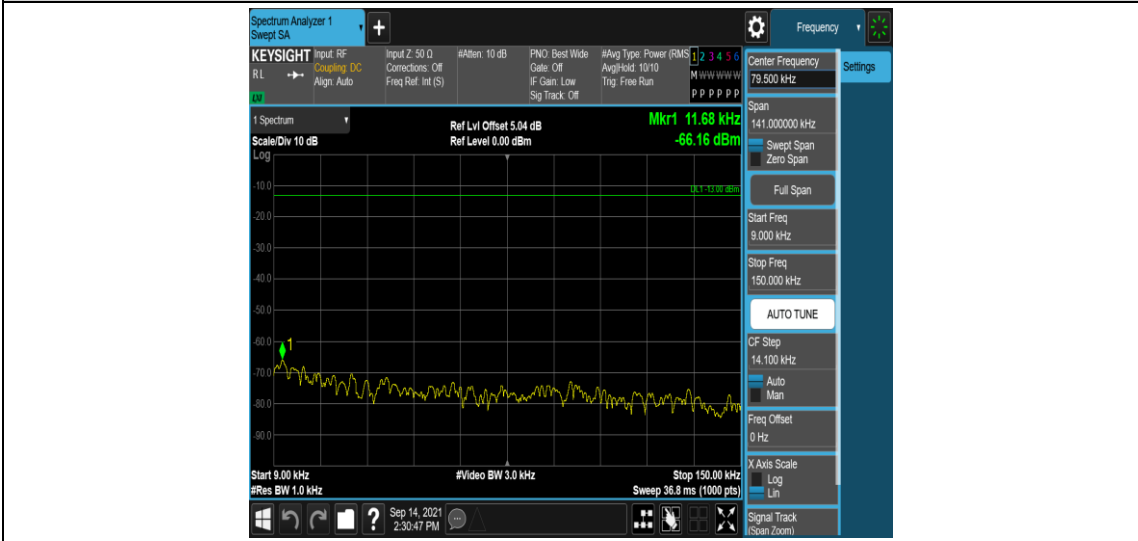 Spectrum Analyzer 1
Swept SA
+
Frequency
KEYSIGHT
RL
LM
Input: RF
Coupling: DC
Align: Auto
Input Z: 50 Ω
Corrections: Off
Freq Ref: Int (S)
#Atten: 10 dB
PNO: Best Wide
Gate: Off
IF Gain: Low
Sig Track: Off
#Avg Type: Power (RMS
Avg|Hold: 10/10
Trig: Free Run
1 2 3 4 5 6
M W W W W W
P P P P P P
1 Spectrum
Scale/Div 10 dB
Ref Lvl Offset 5.04 dB
Ref Level 0.00 dBm
Mkr1 11.68 kHz
-66.16 dBm
Log
DL1 -13.00 dBm
-10.0
-20.0
-30.0
-40.0
-50.0
-60.0
1
-70.0
-80.0
-90.0
Start 9.00 kHz
#Video BW 3.0 kHz
Stop 150.00 kHz
#Res BW 1.0 kHz
Sweep 36.8 ms (1000 pts)
?
Sep 14, 2021
2:30:47 PM
Center Frequency
79.500 kHz
Settings
Span
141.000000 kHz
Swept Span
Zero Span
Full Span
Start Freq
9.000 kHz
Stop Freq
150.000 kHz
AUTO TUNE
CF Step
14.100 kHz
Auto
Man
Freq Offset
0 Hz
X Axis Scale
Log
Lin
Signal Track
(Span Zoom)